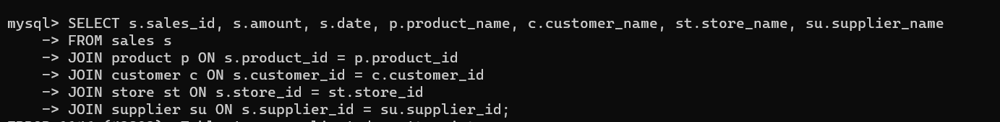 mysql> SELECT s.sales_id, s.amount, s.date, p.product_name, c.customer_name, st.store_name, su.supplier_name
-> FROM sales s
-> JOIN product p ON s.product_id = p.product_id
-> JOIN customer c ON s.customer_id = c.customer_id
-> JOIN store st ON s.store_id = st.store_id
-> JOIN supplier su ON s.supplier_id = su.supplier_id;